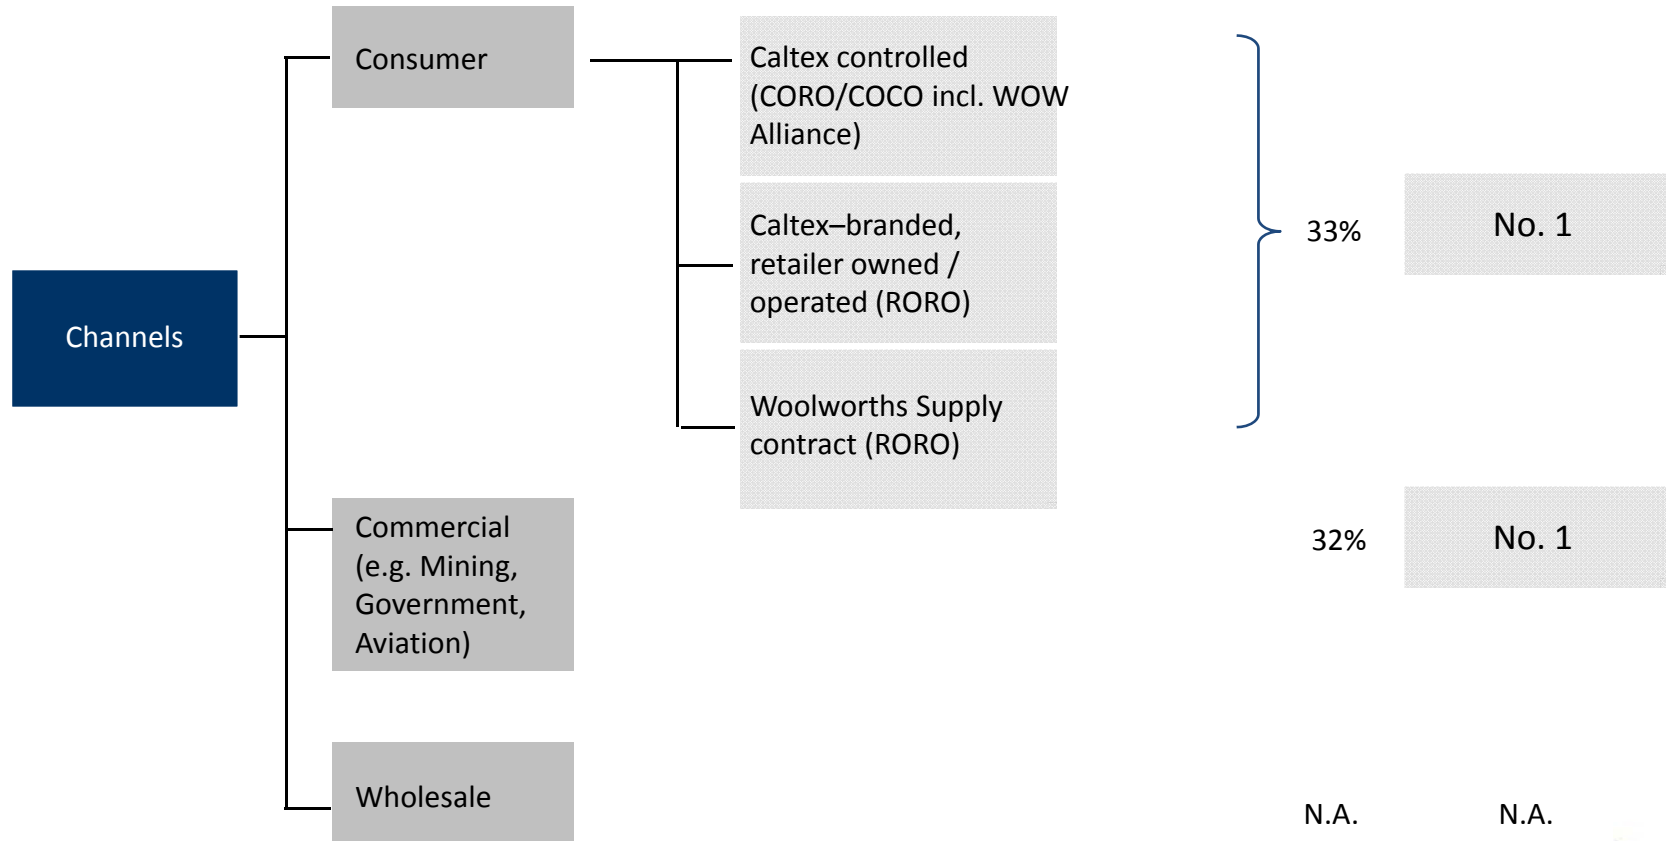 Consumer
Caltex controlled
(CORO/COCO incl. WOW
Alliance)
Caltex–branded,
retailer owned /
operated (RORO)
33%
No. 1
Channels
Woolworths Supply
contract (RORO)
Commercial
(e.g. Mining,
Government,
Aviation)
32%
No. 1
Wholesale
N.A.
N.A.